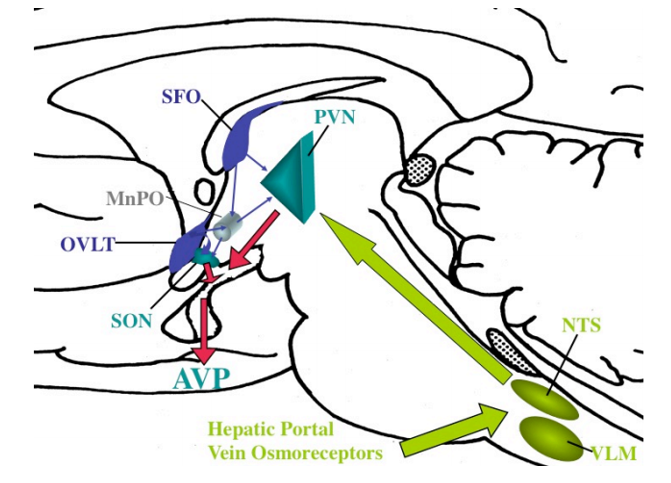 SFO
PVN
MnPO
OVLT
SON
NTS
AVP
Hepatic Portal
Vein Osmoreceptors
VLM